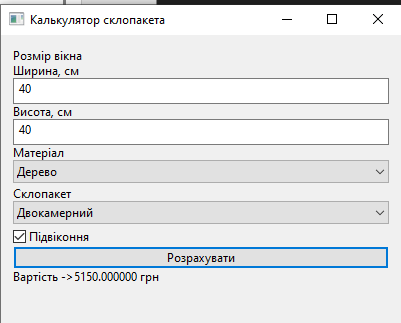 Калькулятор склопакета
Розмір вікна
Ширина, см
40
Висота, см
40
Матеріал
Дерево
Склопакет
Двокамерний
Підвіконня
Розрахувати
Вартість ->5150.000000 грн